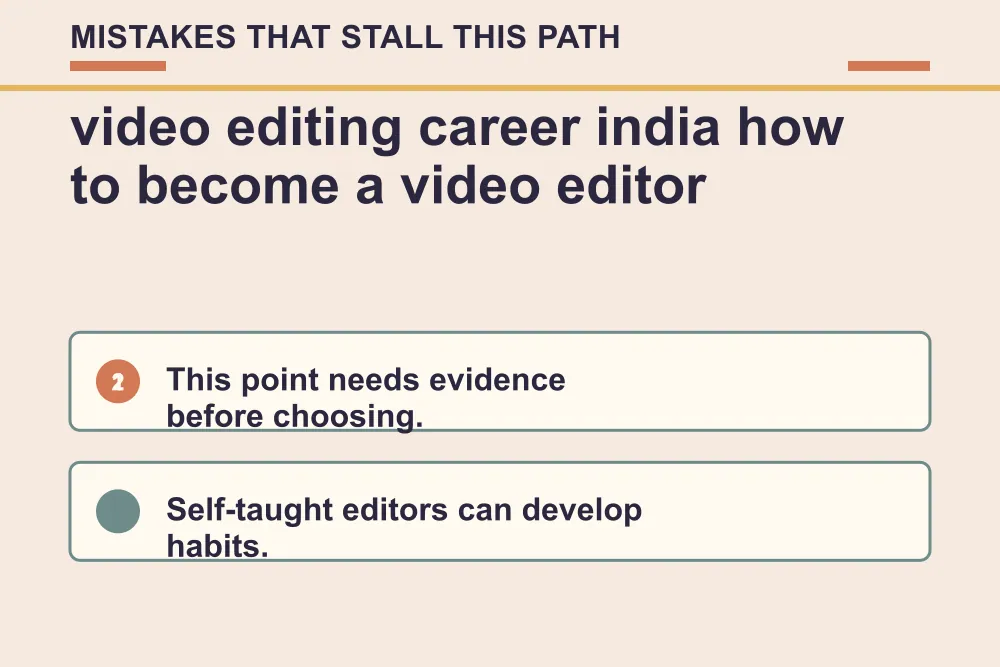 MISTAKES THAT STALL THIS PATH
video editing career india how
to become a video editor
2
This point needs evidence
before choosing.
Self-taught editors can develop
habits.